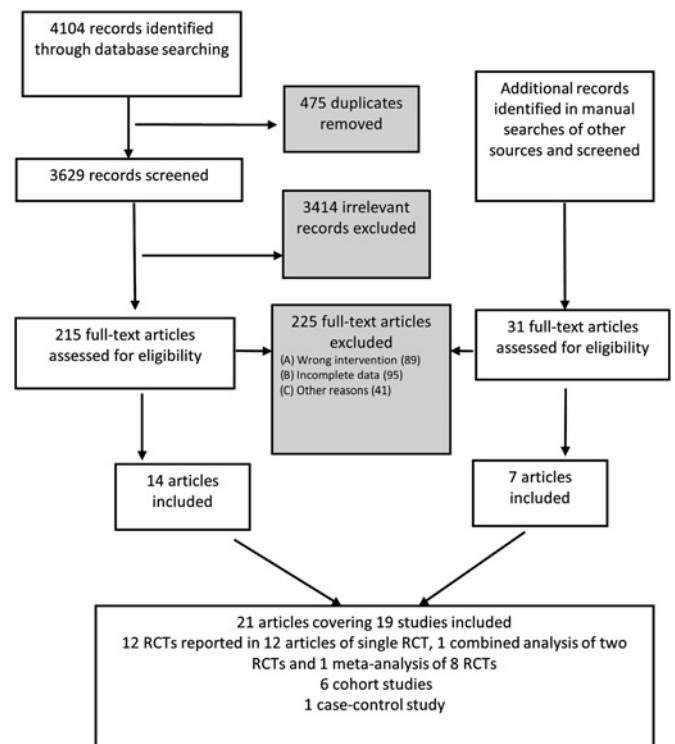 4104 records identified
through database searching
475 duplicates
removed
Additional records
identified in manual
searches of other
sources and screened
3629 records screened
3414 irrelevant
records excluded
215 full-text articles
assessed for eligibility
225 full-text articles
excluded
(A) Wrong intervention (89)
(B) Incomplete data (95)
(C) Other reasons (41)
31 full-text articles
assessed for eligibility
14 articles
included
7 articles
included
21 articles covering 19 studies included
12 RCTs reported in 12 articles of single RCT, 1 combined analysis of two
RCTs and 1 meta-analysis of 8 RCTs
6 cohort studies
1 case-control study